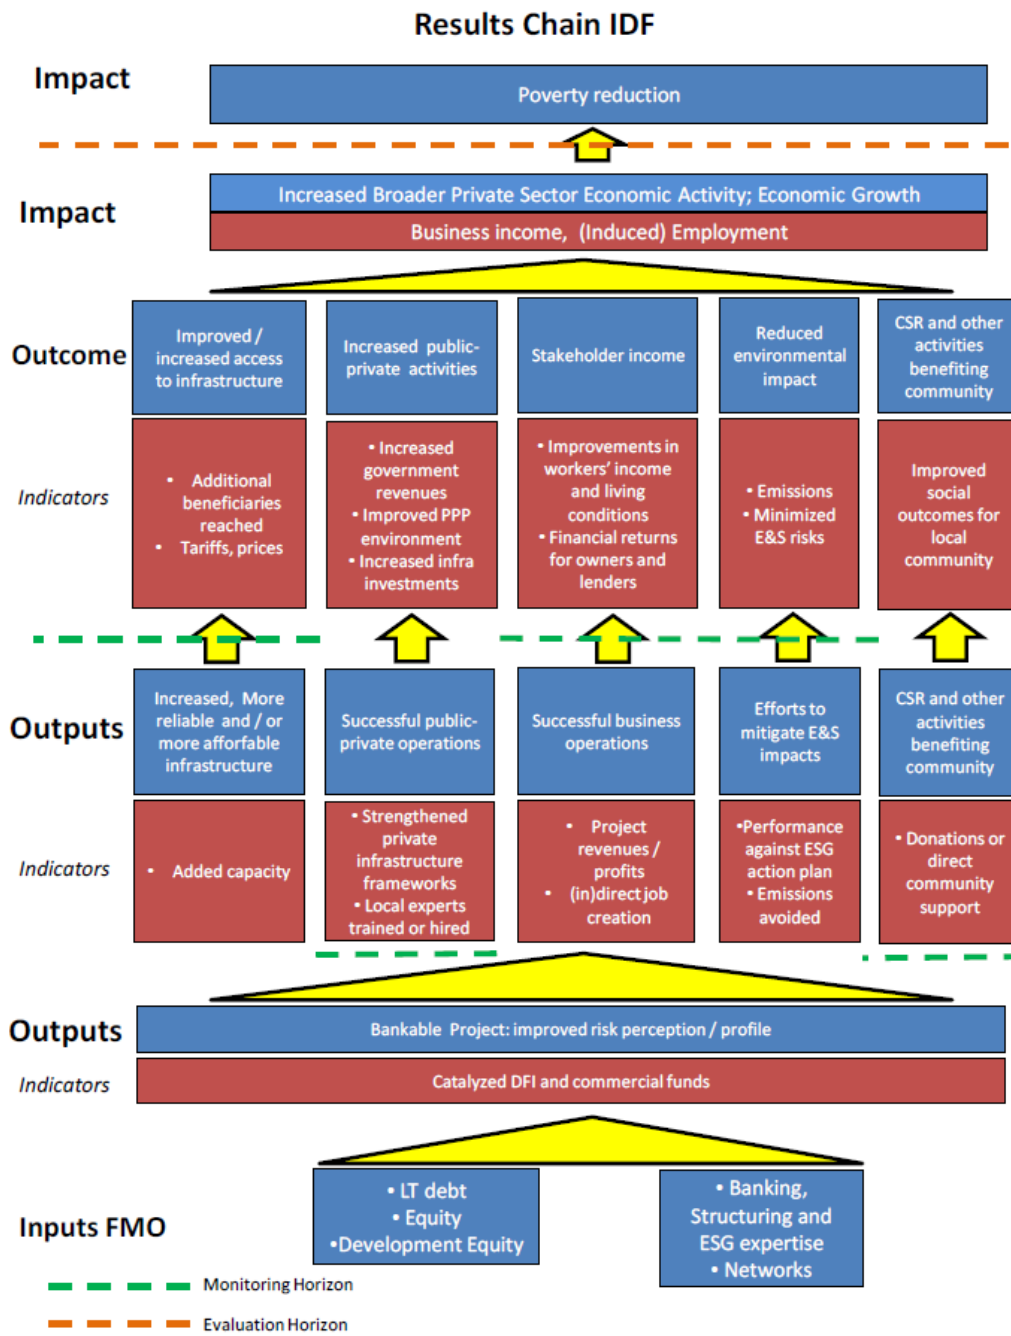 Results Chain IDF
Impact
Poverty reduction
Impact
Increased Broader Private Sector Economic Activity; Economic Growth
Business income, (Induced) Employment
Outcome
Improved /
increased access
to infrastructure
Increased public-
private activities
Stakeholder income
Reduced
environmental
impact
CSR and other
activities
benefiting
community
Indicators
• Additional
beneficiaries
reached
• Tariffs, prices
• Increased
government
revenues
• Improved PPP
environment
• Increased infra
investments
• Improvements in
workers' income
and living
conditions
• Financial returns
for owners and
lenders
• Emissions
• Minimized
E&S risks
Improved
social
outcomes for
local
community
Outputs
Increased, More
reliable and / or
more afforfable
infrastructure
Successful public-
private operations
Successful business
operations
Efforts to
mitigate E&S
impacts
CSR and other
activities
benefiting
community
Indicators
• Added capacity
• Strengthened
private
infrastructure
frameworks
• Local experts
trained or hired
• Project
revenues /
profits
• (in)direct job
creation
•Performance
against ESG
action plan
• Emissions
avoided
• Donations or
direct
community
support
Outputs
Bankable Project: improved risk perception / profile
Indicators
Catalyzed DFI and commercial funds
Inputs FMO
• LT debt
• Equity
•Development Equity
• Banking,
Structuring and
ESG expertise
• Networks
Monitoring Horizon
Evaluation Horizon